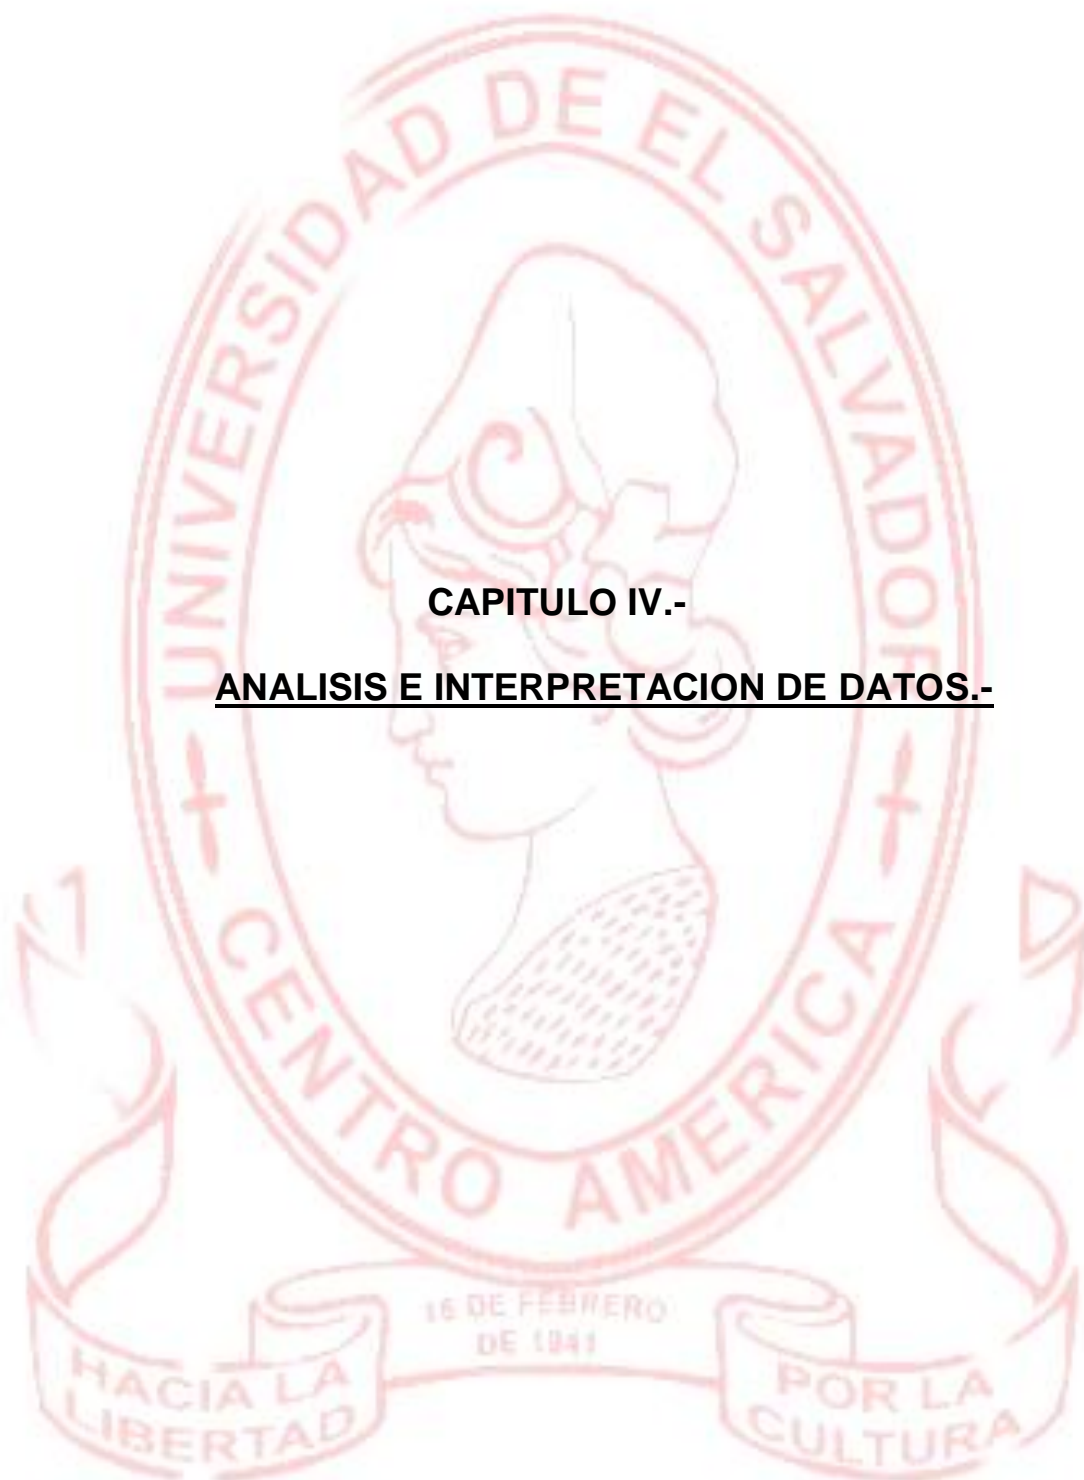 UNIVERSIDAD DE EL SALVADOR
CAPITULO IV.-
ANALISIS E INTERPRETACION DE DATOS.-
CENTRO AMERICA
16 DE FEBRERO
DE 1841
HACIA LA
LIBERTAD
POR LA
CULTURA